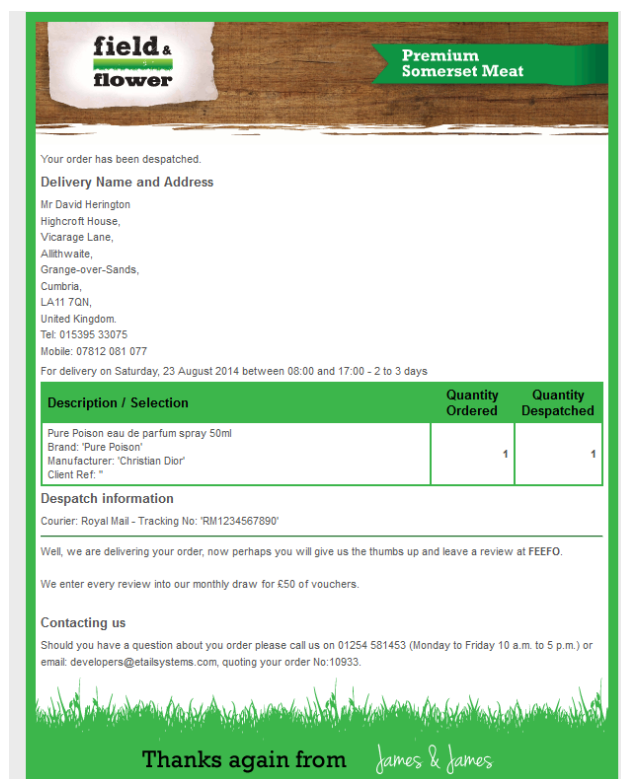 field &
flower
Premium
Somerset Meat
Your order has been despatched.
Delivery Name and Address
Mr David Herington
Highcroft House,
Vicarage Lane,
Allithwaite,
Grange-over-Sands,
Cumbria,
LA11 7QN,
United Kingdom.
Tel: 015395 33075
Mobile: 07812 081 077
For delivery on Saturday, 23 August 2014 between 08:00 and 17:00 - 2 to 3 days
Description / Selection
Quantity
Ordered
Quantity
Despatched
Pure Poison eau de parfum spray 50ml
Brand: 'Pure Poison'
Manufacturer: 'Christian Dior'
Client Ref: ''
1
1
Despatch information
Courier: Royal Mail - Tracking No: 'RM1234567890'
Well, we are delivering your order, now perhaps you will give us the thumbs up and leave a review at FEEFO.
We enter every review into our monthly draw for £50 of vouchers.
Contacting us
Should you have a question about you order please call us on 01254 581453 (Monday to Friday 10 a.m. to 5 p.m.) or
email: developers@etailsystems.com, quoting your order No:10933.
Thanks again from James & James